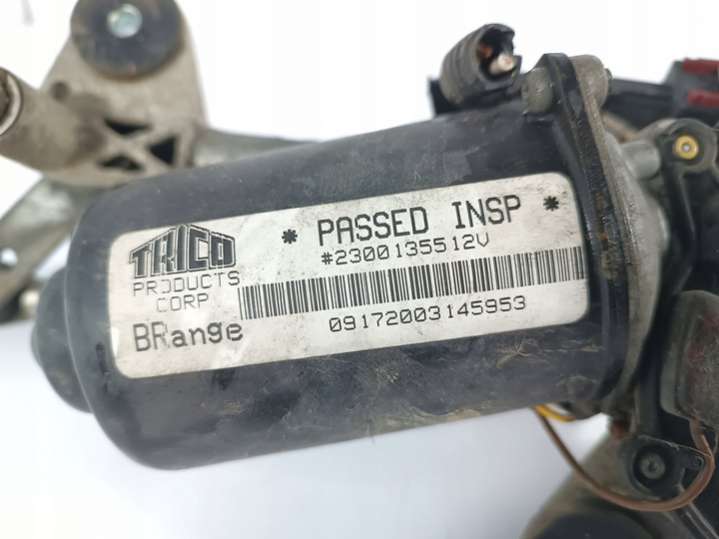 TRICO
PRODUCTS
CORP
BRange
* PASSED INSP *
#2300135512V
09172003145953